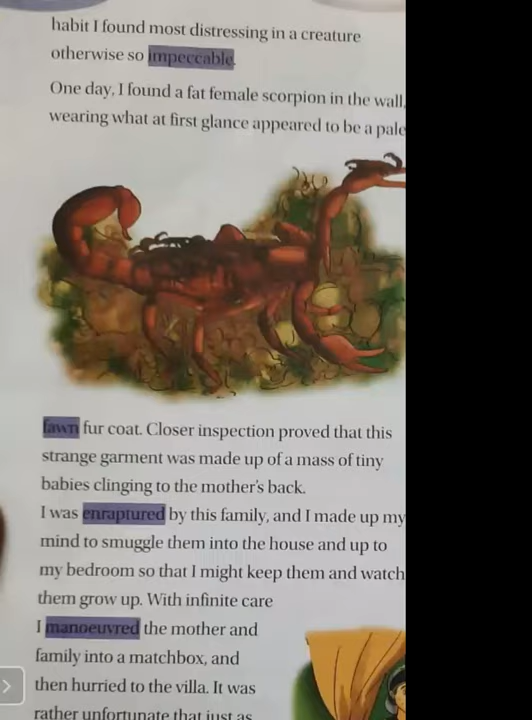 habit I found most distressing in a creature
otherwise so impeccable.
One day, I found a fat female scorpion in the wall,
wearing what at first glance appeared to be a pale
fawn fur coat. Closer inspection proved that this
strange garment was made up of a mass of tiny
babies clinging to the mother's back.
I was enraptured by this family, and I made up my
mind to smuggle them into the house and up to
my bedroom so that I might keep them and watch
them grow up. With infinite care
I manoeuvred the mother and
family into a matchbox, and
then hurried to the villa. It was
rather unfortunate that just as